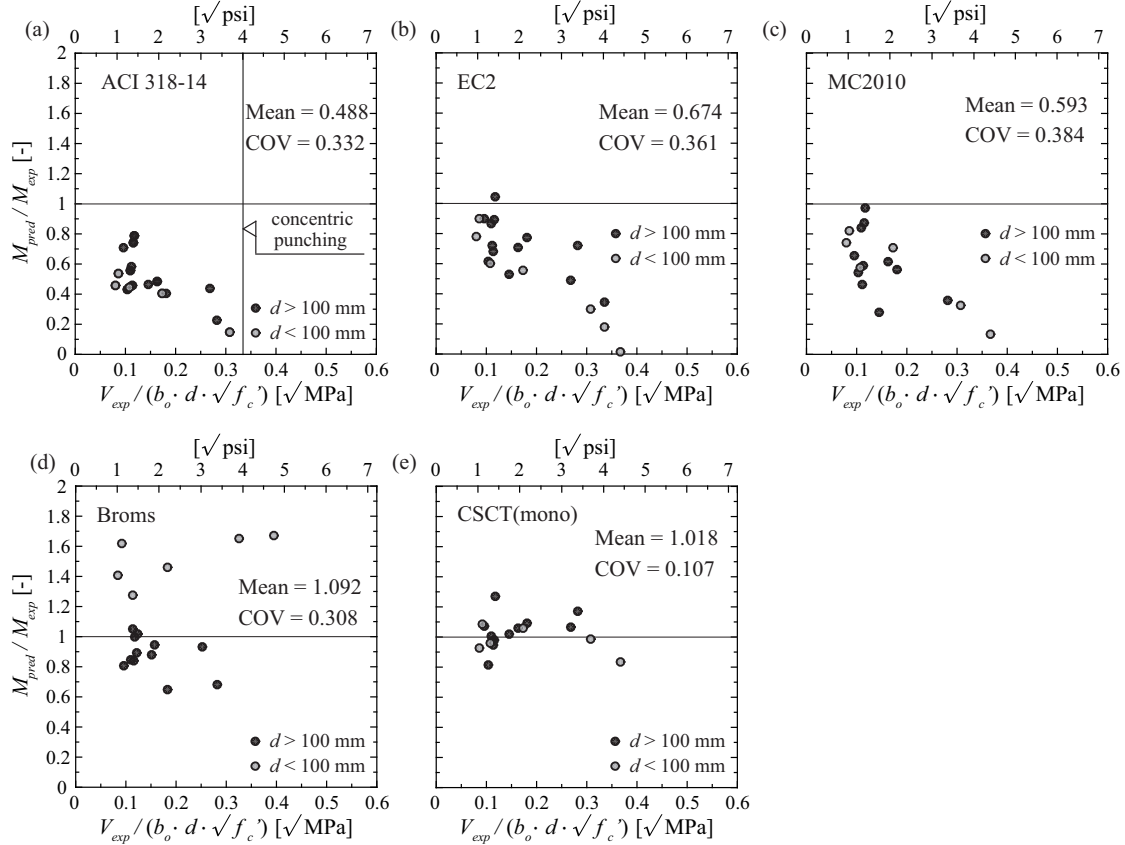 (a)
[√psi]
0 1 2 3 4 5 6 7
ACI 318-14
Mean = 0.488
COV = 0.332
concentric
punching
d > 100 mm
d < 100 mm
2
1.8
1.6
1.4
1.2
1
0.8
0.6
0.4
0.2
0
M_pred / M_exp [-]
0.1 0.2 0.3 0.4 0.5 0.6
V_exp / (b_o · d · √f_c') [√MPa]
(b)
[√psi]
0 1 2 3 4 5 6 7
EC2
Mean = 0.674
COV = 0.361
d > 100 mm
d < 100 mm
0 0.1 0.2 0.3 0.4 0.5 0.6
V_exp / (b_o · d · √f_c') [√MPa]
(c)
[√psi]
0 1 2 3 4 5 6 7
MC2010
Mean = 0.593
COV = 0.384
d > 100 mm
d < 100 mm
0 0.1 0.2 0.3 0.4 0.5 0.6
V_exp / (b_o · d · √f_c') [√MPa]
(d)
[√psi]
0 1 2 3 4 5 6 7
Broms
Mean = 1.092
COV = 0.308
d > 100 mm
d < 100 mm
2
1.8
1.6
1.4
1.2
1
0.8
0.6
0.4
0.2
0
M_pred / M_exp [-]
0.1 0.2 0.3 0.4 0.5 0.6
V_exp / (b_o · d · √f_c') [√MPa]
(e)
[√psi]
0 1 2 3 4 5 6 7
CSCT(mono)
Mean = 1.018
COV = 0.107
d > 100 mm
d < 100 mm
0 0.1 0.2 0.3 0.4 0.5 0.6
V_exp / (b_o · d · √f_c') [√MPa]